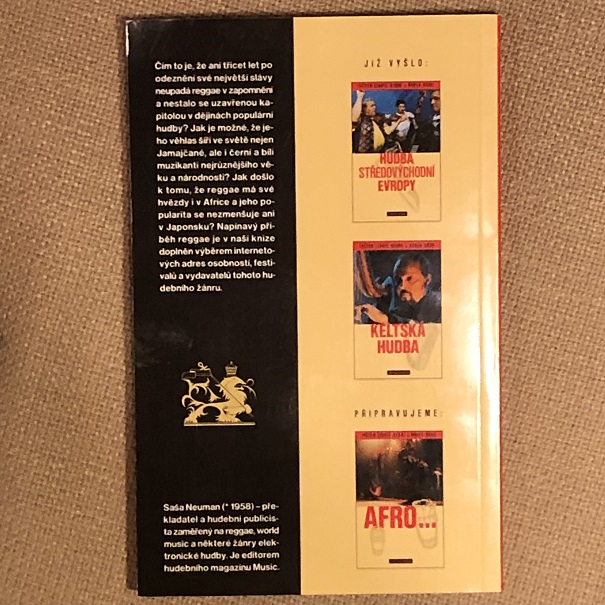 Čím to je, že ani třicet let po
odeznění své největší slávy
neupadá reggae v zapomnění
a nestalo se uzavřenou ka-
pitolou v dějinách populární
hudby? Jak je možné, že je-
ho věhlas šíří ve světě nejen
Jamajčané, ale i černí a bílí
muzikanti nejrůznějšího vě-
ku a národností? Jak došlo
k tomu, že reggae má své
hvězdy i v Africe a jeho po-
pularita se nezmenšuje ani
v Japonsku? Napínavý pří-
běh reggae je v naší knize
doplněn výběrem interneto-
vých adres osobností, festi-
valů a vydavatelů tohoto hu-
debního žánru.
Saša Neuman (* 1958) – pře-
kladatel a hudební publicis-
ta zaměřený na reggae, world
music a některé žánry elek-
tronické hudby. Je editorem
hudebního magazínu Music.
JIŽ VYŠLO:
HUDBA
STŘEDOVÝCHODNÍ
EVROPY
KELTSKÁ
HUDBA
PŘIPRAVUJEME:
AFRO...